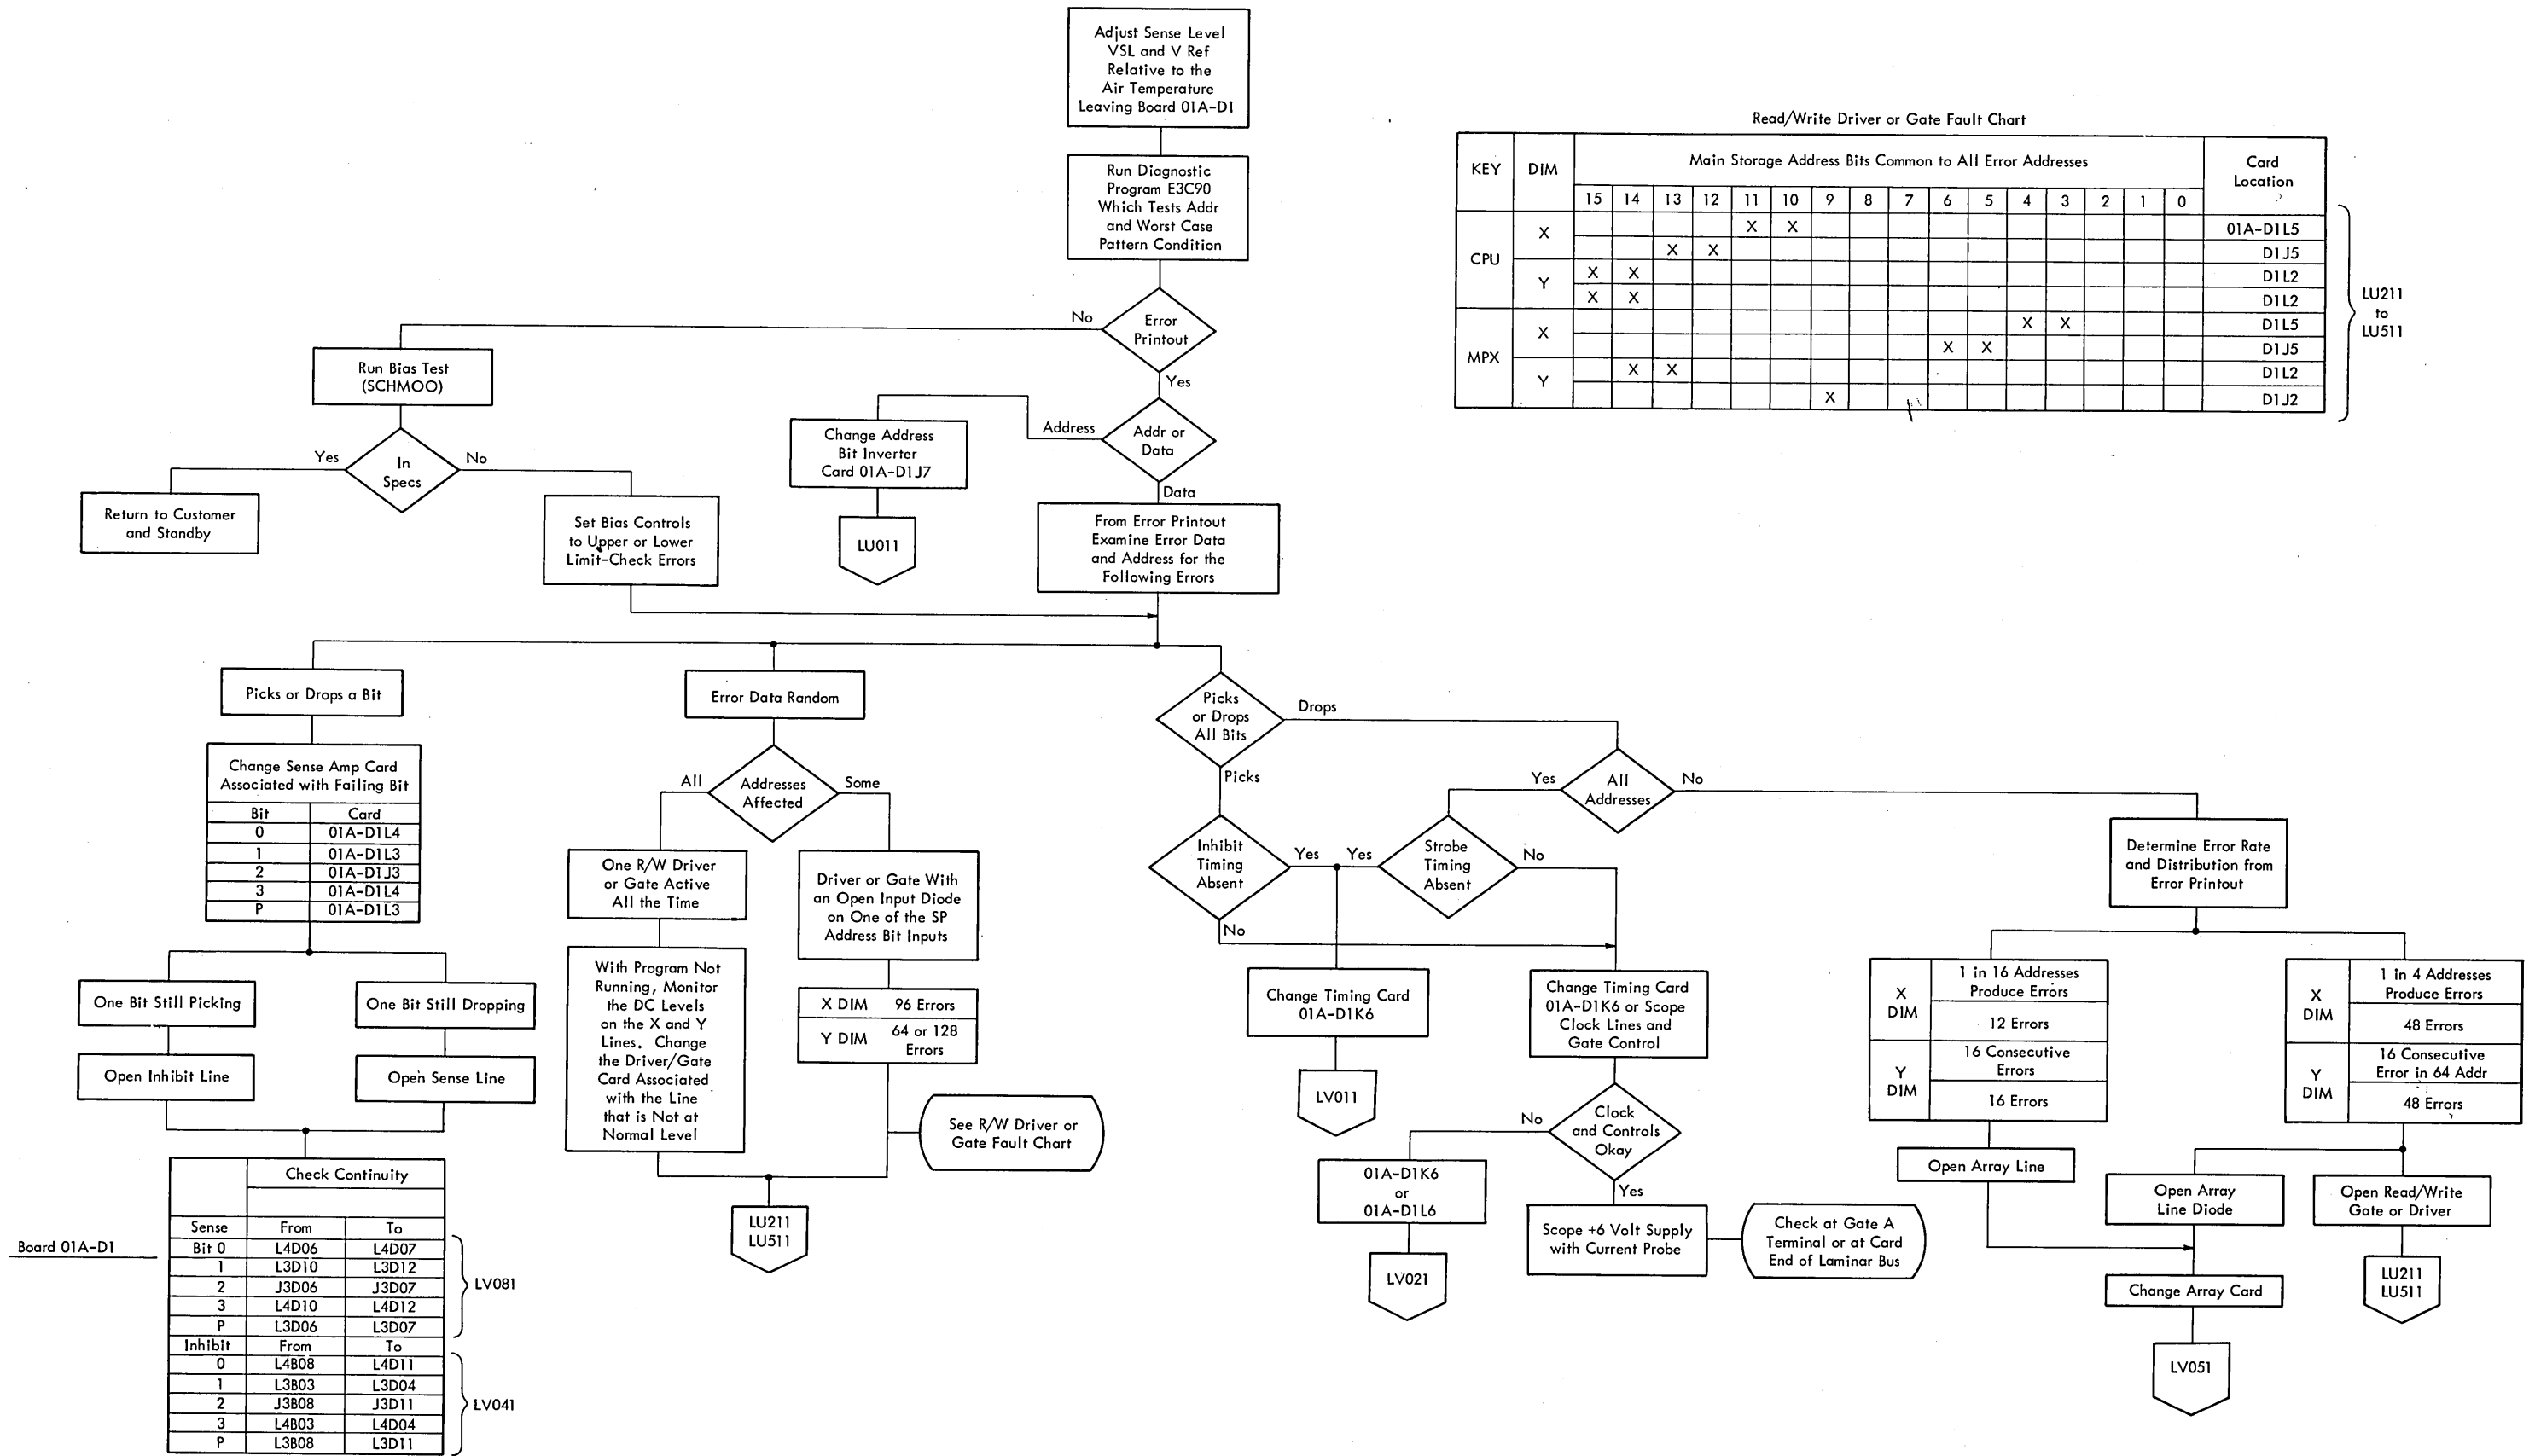 Adjust Sense Level
VSL and V Ref
Relative to the
Air Temperature
Leaving Board 01A-D1
Run Diagnostic
Program E3C90
Which Tests Addr
and Worst Case
Pattern Condition
Error
Printout
No
Yes
Run Bias Test
(SCHMOO)
In
Specs
Yes
No
Return to Customer
and Standby
Set Bias Controls
to Upper or Lower
Limit-Check Errors
Addr or
Data
Address
Data
Change Address
Bit Inverter
Card 01A-D1J7
LU011
From Error Printout
Examine Error Data
and Address for the
Following Errors
Read/Write Driver or Gate Fault Chart
KEY DIM Main Storage Address Bits Common to All Error Addresses Card Location
15 14 13 12 11 10 9 8 7 6 5 4 3 2 1 0
CPU X X X 01A-D1L5
X X D1J5
Y X X D1L2
X X D1L2
MPX X X X D1L5
X X D1J5
Y X X D1L2
X D1J2
LU211
to
LU511
Picks or Drops a Bit
Change Sense Amp Card
Associated with Failing Bit
Bit Card
0 01A-D1L4
1 01A-D1L3
2 01A-D1J3
3 01A-D1L4
P 01A-D1L3
One Bit Still Picking
One Bit Still Dropping
Open Inhibit Line
Open Sense Line
Board 01A-D1
Check Continuity
Sense From To
Bit 0 L4D06 L4D07
1 L3D10 L3D12
2 J3D06 J3D07
3 L4D10 L4D12
P L3D06 L3D07
LV081
Inhibit From To
0 L4B08 L4D11
1 L3B03 L3D04
2 J3B08 J3D11
3 L4B03 L4D04
P L3B08 L3D11
LV041
Error Data Random
Addresses
Affected
All
Some
One R/W Driver
or Gate Active
All the Time
With Program Not
Running, Monitor
the DC Levels
on the X and Y
Lines. Change
the Driver/Gate
Card Associated
with the Line
that is Not at
Normal Level
Driver or Gate With
an Open Input Diode
on One of the SP
Address Bit Inputs
X DIM 96 Errors
Y DIM 64 or 128
Errors
See R/W Driver or
Gate Fault Chart
LU211
LU511
Picks
or Drops
All Bits
Drops
Picks
All
Addresses
Yes
No
Inhibit
Timing
Absent
Yes
No
Strobe
Timing
Absent
Yes
No
Change Timing Card
01A-D1K6
LV011
Change Timing Card
01A-D1K6 or Scope
Clock Lines and
Gate Control
Clock
and Controls
Okay
No
Yes
01A-D1K6
or
01A-D1L6
LV021
Scope +6 Volt Supply
with Current Probe
Check at Gate A
Terminal or at Card
End of Laminar Bus
Determine Error Rate
and Distribution from
Error Printout
X
DIM
1 in 16 Addresses
Produce Errors
12 Errors
Y
DIM
16 Consecutive
Errors
16 Errors
X
DIM
1 in 4 Addresses
Produce Errors
48 Errors
Y
DIM
16 Consecutive
Error in 64 Addr
48 Errors
Open Array Line
Open Array
Line Diode
Open Read/Write
Gate or Driver
Change Array Card
LV051
LU211
LU511